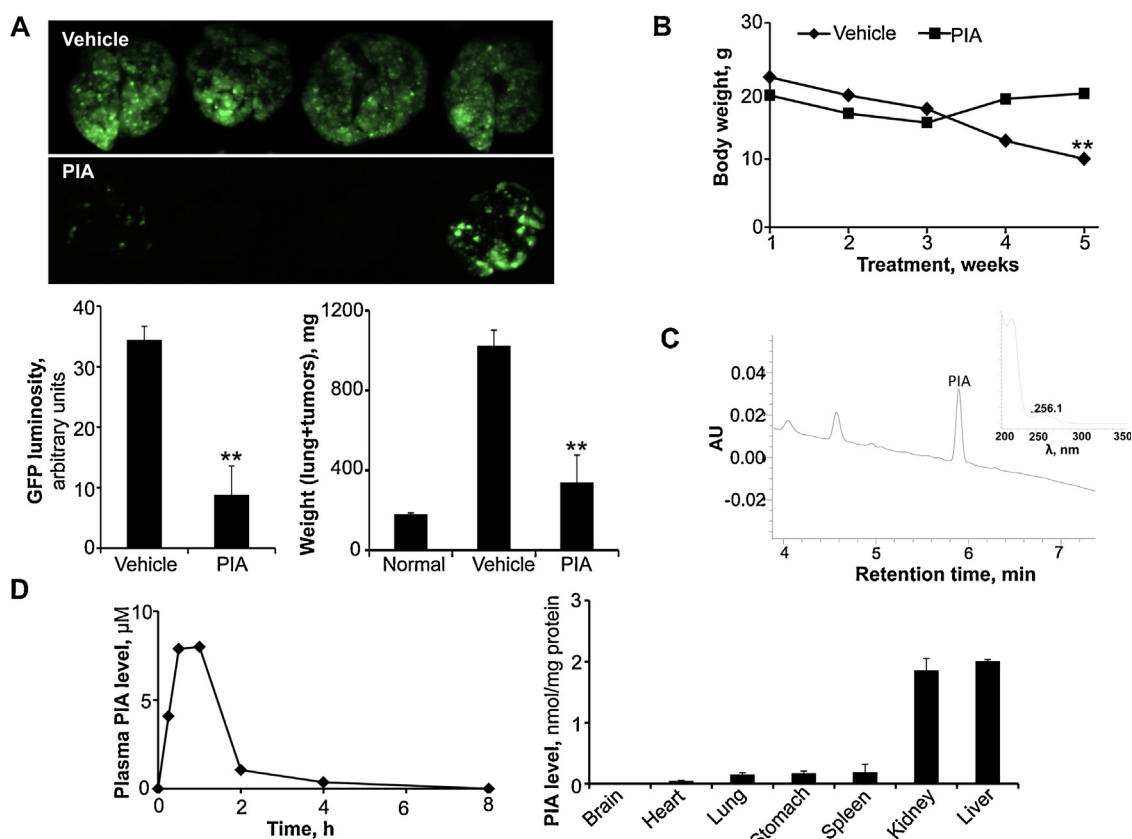 A
Vehicle
PIA
GFP luminosity,
arbitrary units
40
30
20
10
0
Vehicle PIA
**
Weight (lung+tumors), mg
1200
800
400
0
Normal Vehicle PIA
**
B
Vehicle PIA
Body weight, g
30
20
10
0
**
1 2 3 4 5
Treatment, weeks
C
AU
0.04
0.02
0.00
-0.02
PIA
256.1
200 250 300 350
λ, nm
4 5 6 7
Retention time, min
D
Plasma PIA level, µM
10
5
0
0 2 4 6 8
Time, h
PIA level, nmol/mg protein
3
2
1
0
Brain Heart Lung Stomach Spleen Kidney Liver